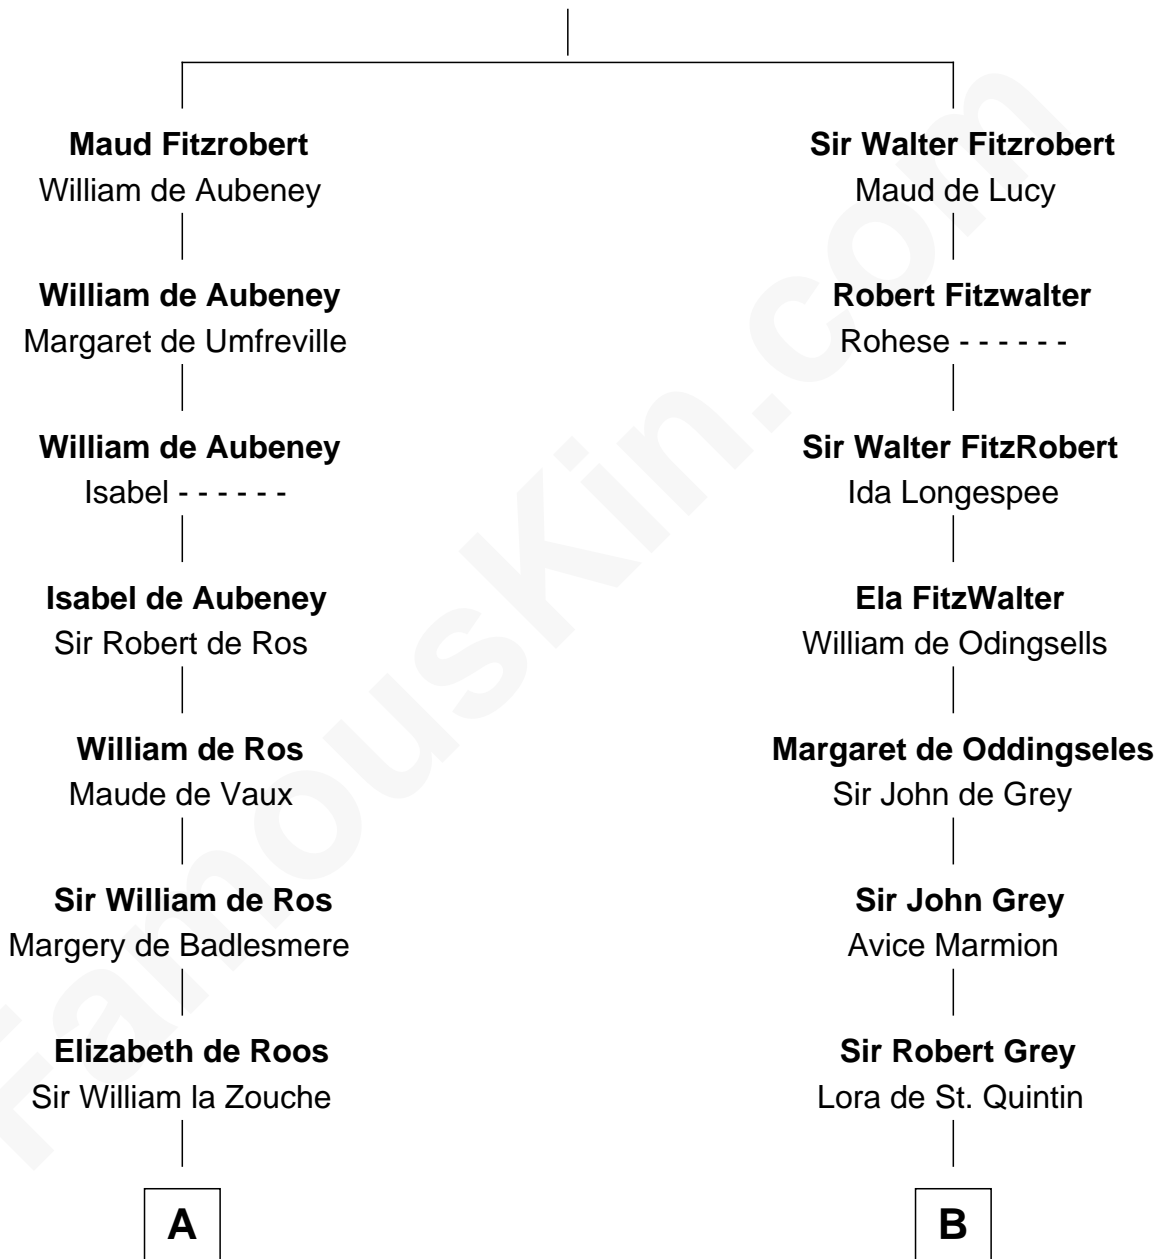 Maud Fitzrobert
William de Aubeney
William de Aubeney
Margaret de Umfreville
William de Aubeney
Isabel - - - - - -
Isabel de Aubeney
Sir Robert de Ros
William de Ros
Maude de Vaux
Sir William de Ros
Margery de Badlesmere
Elizabeth de Roos
Sir William la Zouche
A
Sir Walter Fitzrobert
Maud de Lucy
Robert Fitzwalter
Rohese - - - - - -
Sir Walter FitzRobert
Ida Longespee
Ela FitzWalter
William de Odingsells
Margaret de Oddingseles
Sir John de Grey
Sir John Grey
Avice Marmion
Sir Robert Grey
Lora de St. Quintin
B
FamousKin.com